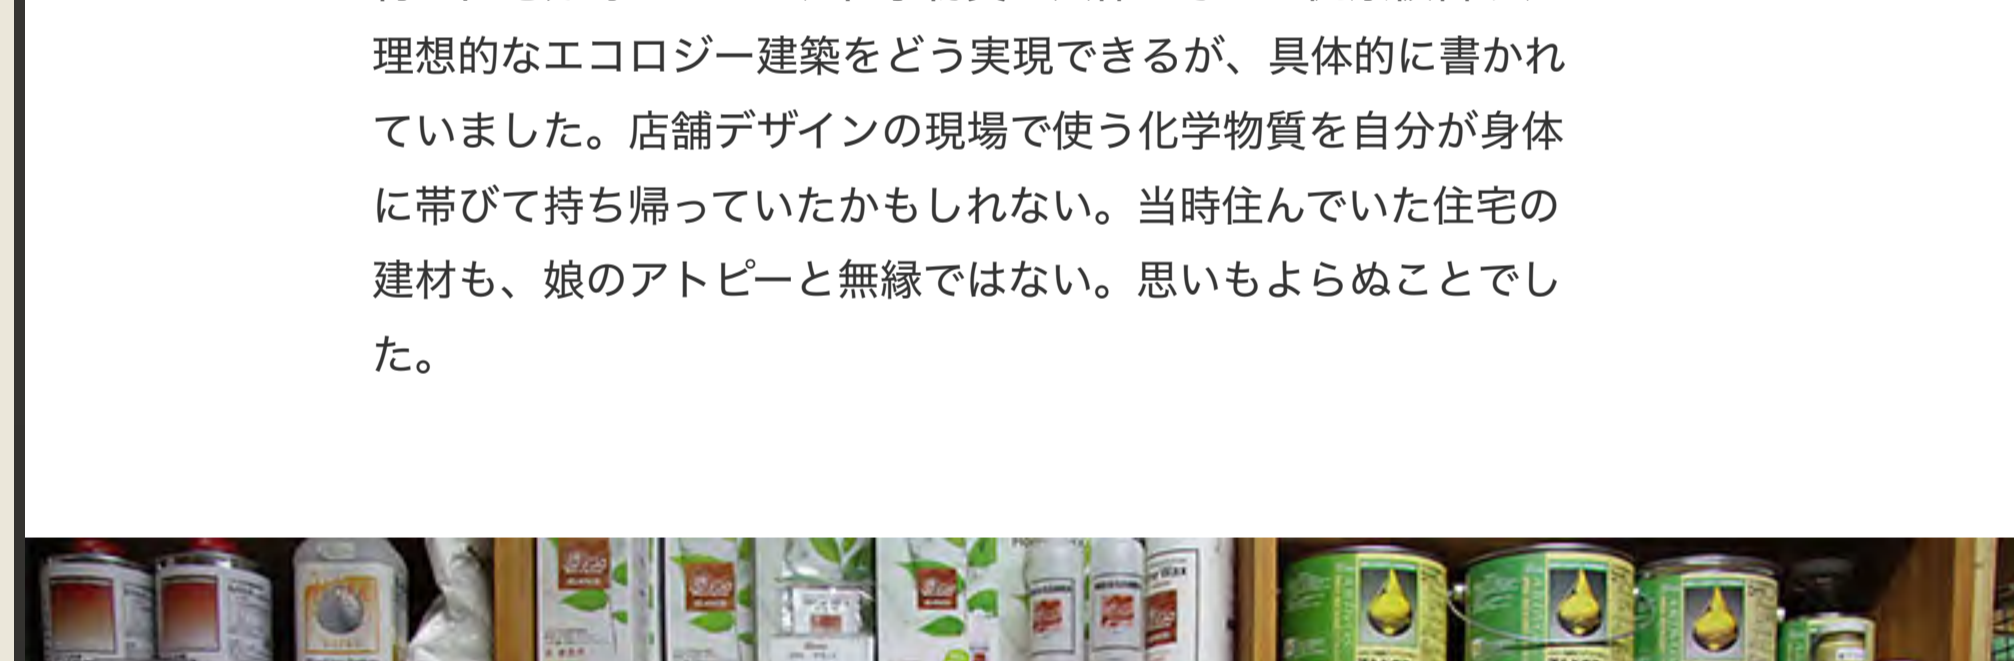 理想的なエコロジー建築をどう実現できるが、具体的に書かれ
ていました。店舗デザインの現場で使う化学物質を自分が身体
に帯びて持ち帰っていたかもしれない。当時住んでいた住宅の
建材も、娘のアトピーと無縁ではない。思いもよらぬことでし
た。